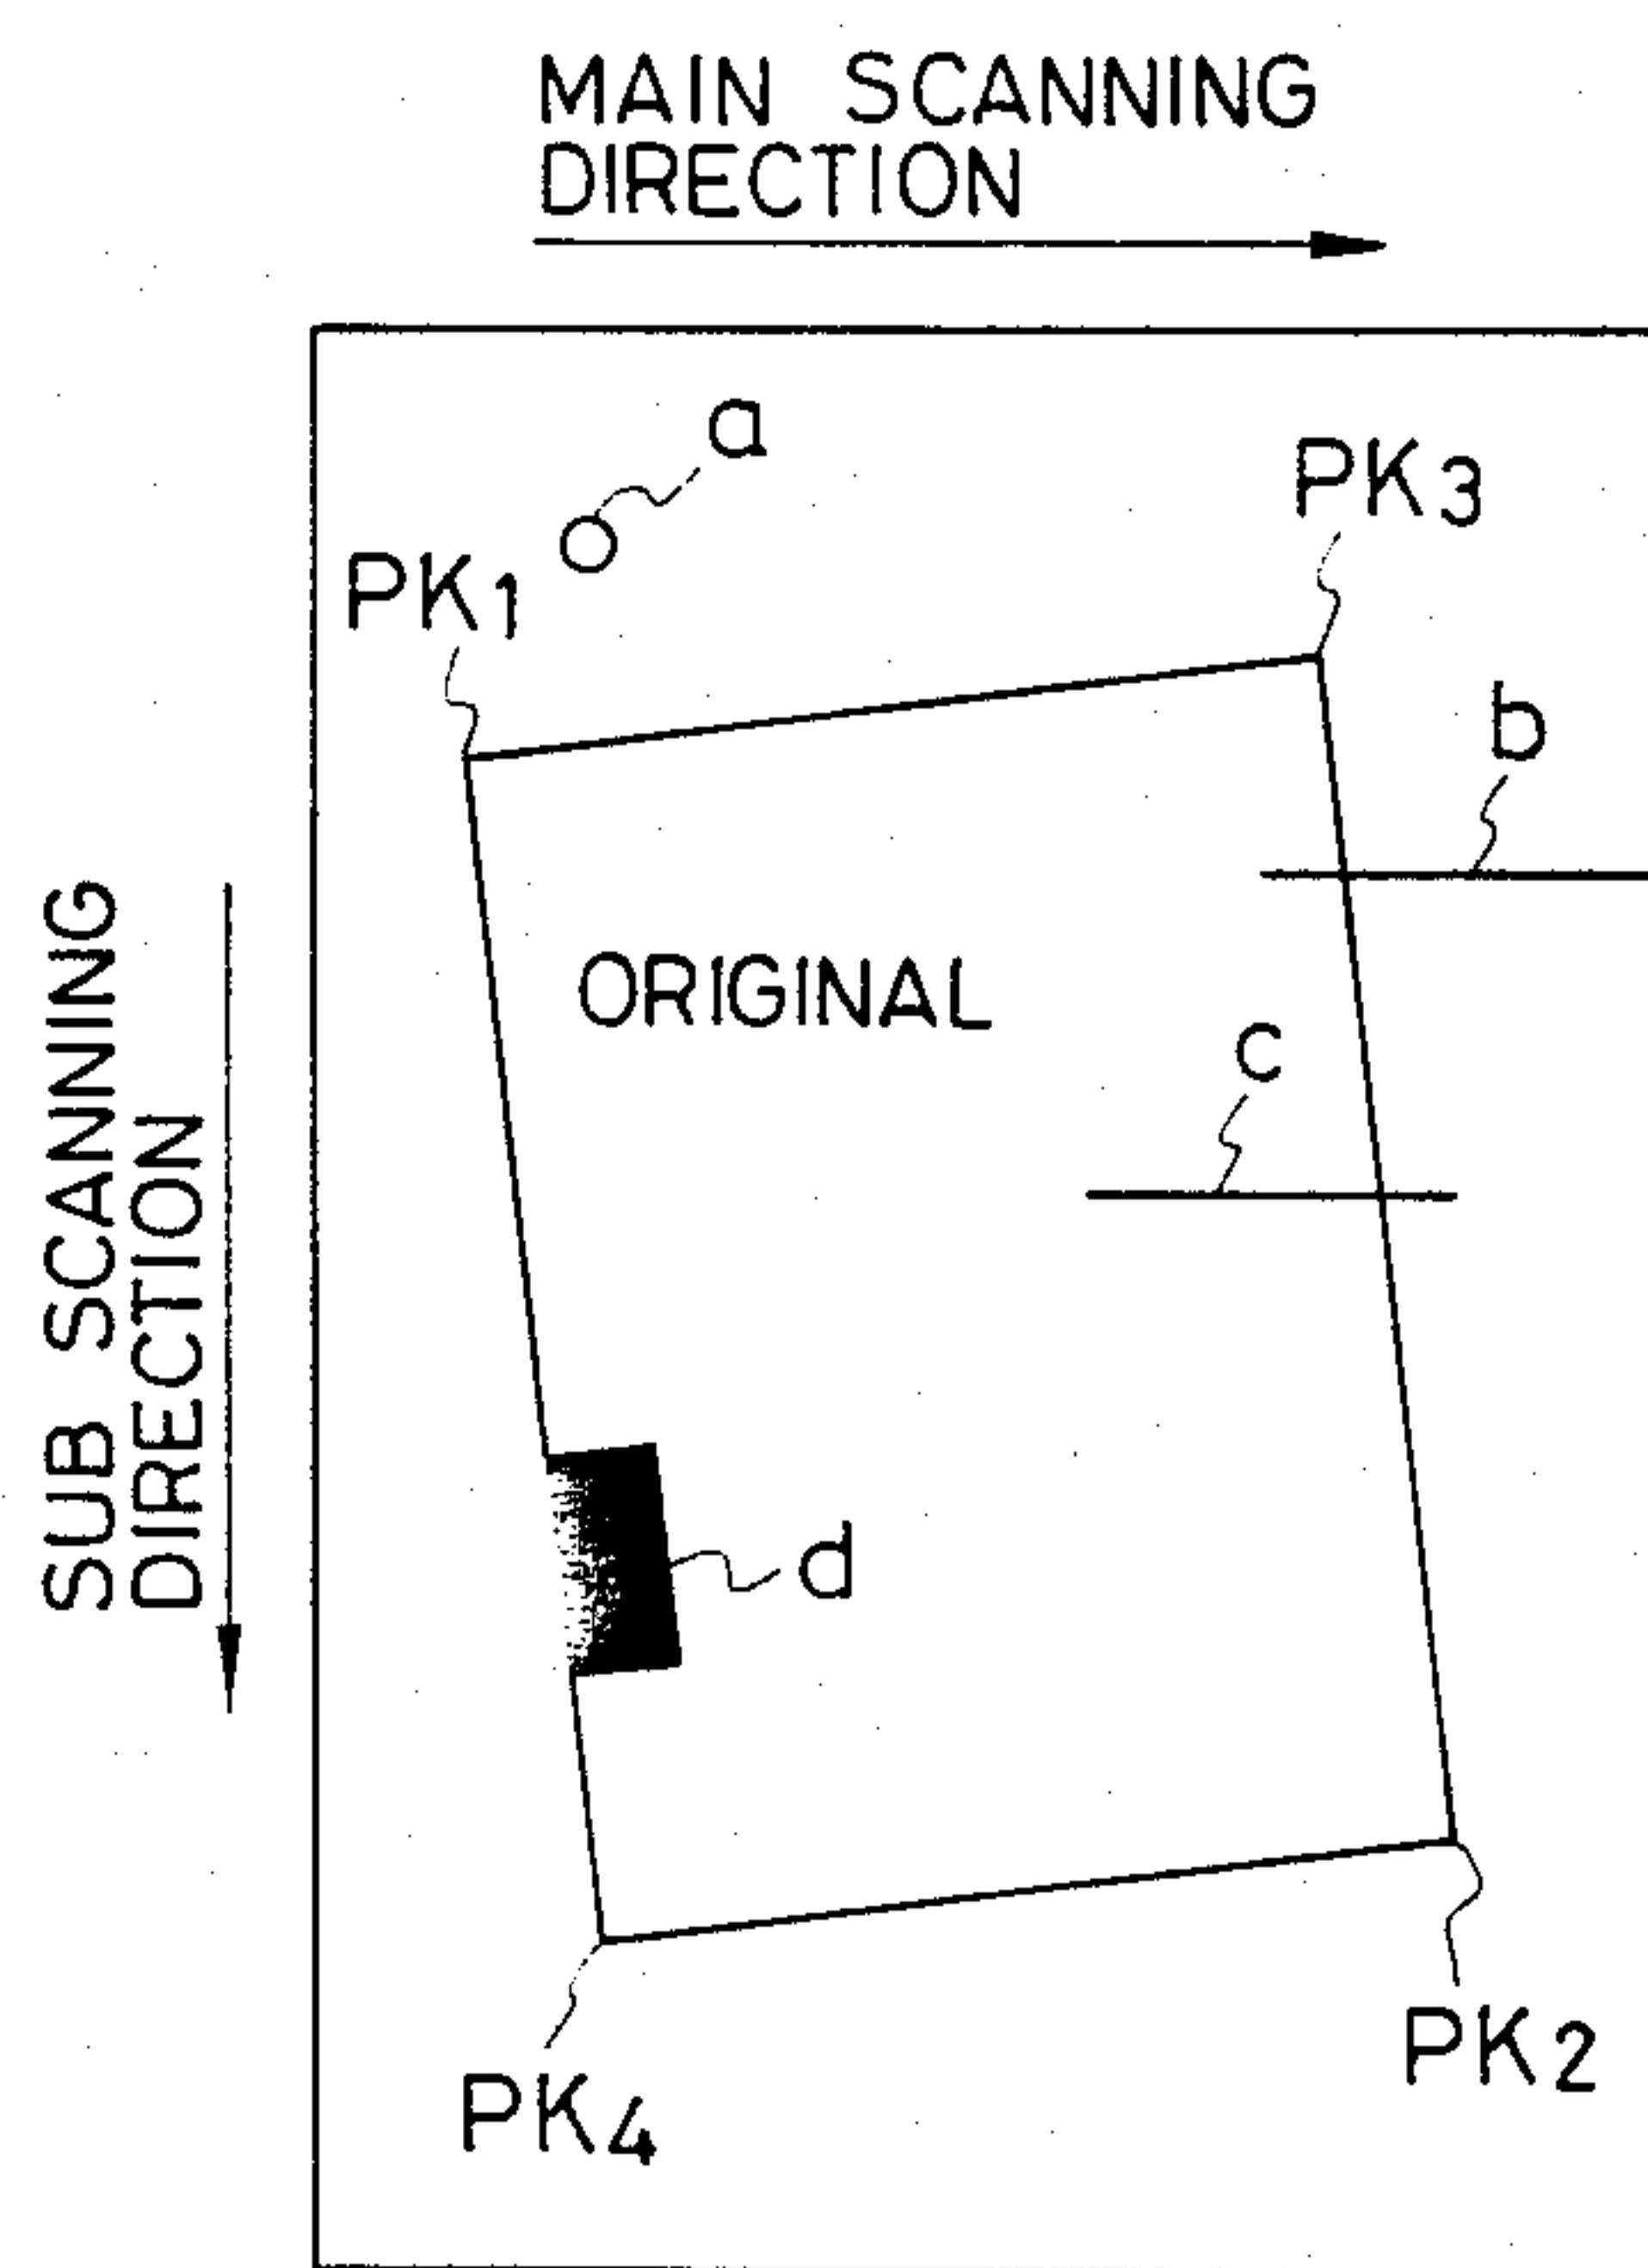 MAIN SCANNING
DIRECTION
a
PK3
PK1
b
SUB SCANNING
DIRECTION
ORIGINAL
c
d
PK2
PK4